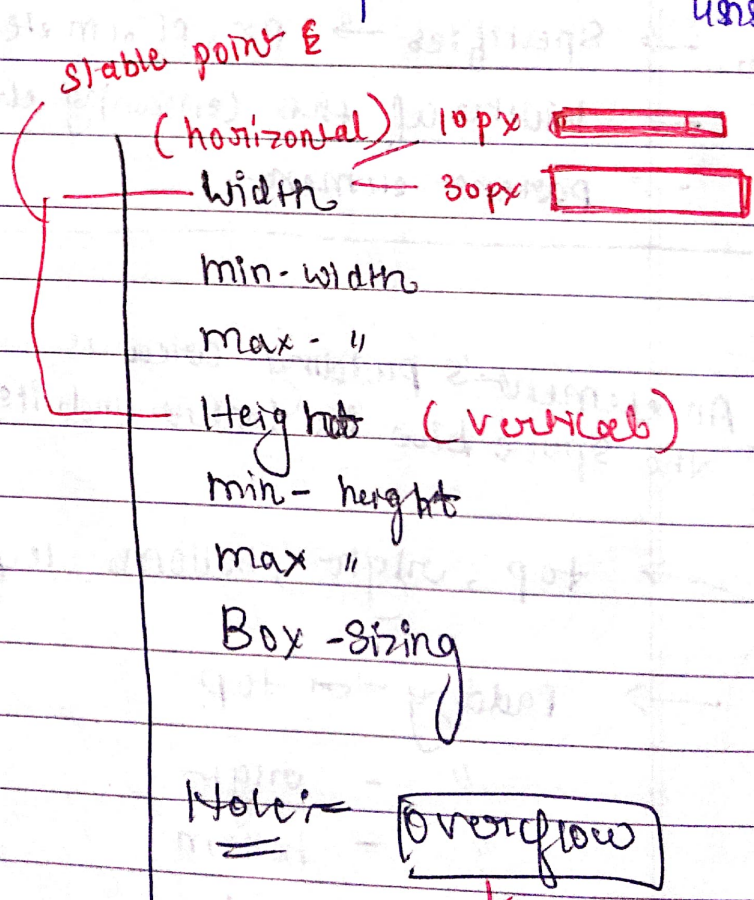 stable point &
(horizontal) 10px
Width 30px
min-width
max- "
Height (vertical)
min-height
max "
Box-Sizing
Note:- overflow